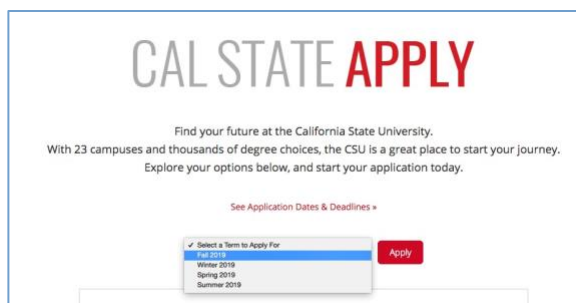 CAL STATE APPLY
Find your future at the California State University.
With 23 campuses and thousands of degree choices, the CSU is a great place to start your journey.
Explore your options below, and start your application today.
See Application Dates & Deadlines »
✓ Select a Term to Apply For
Fall 2019
Apply
Winter 2019
Spring 2019
Summer 2019